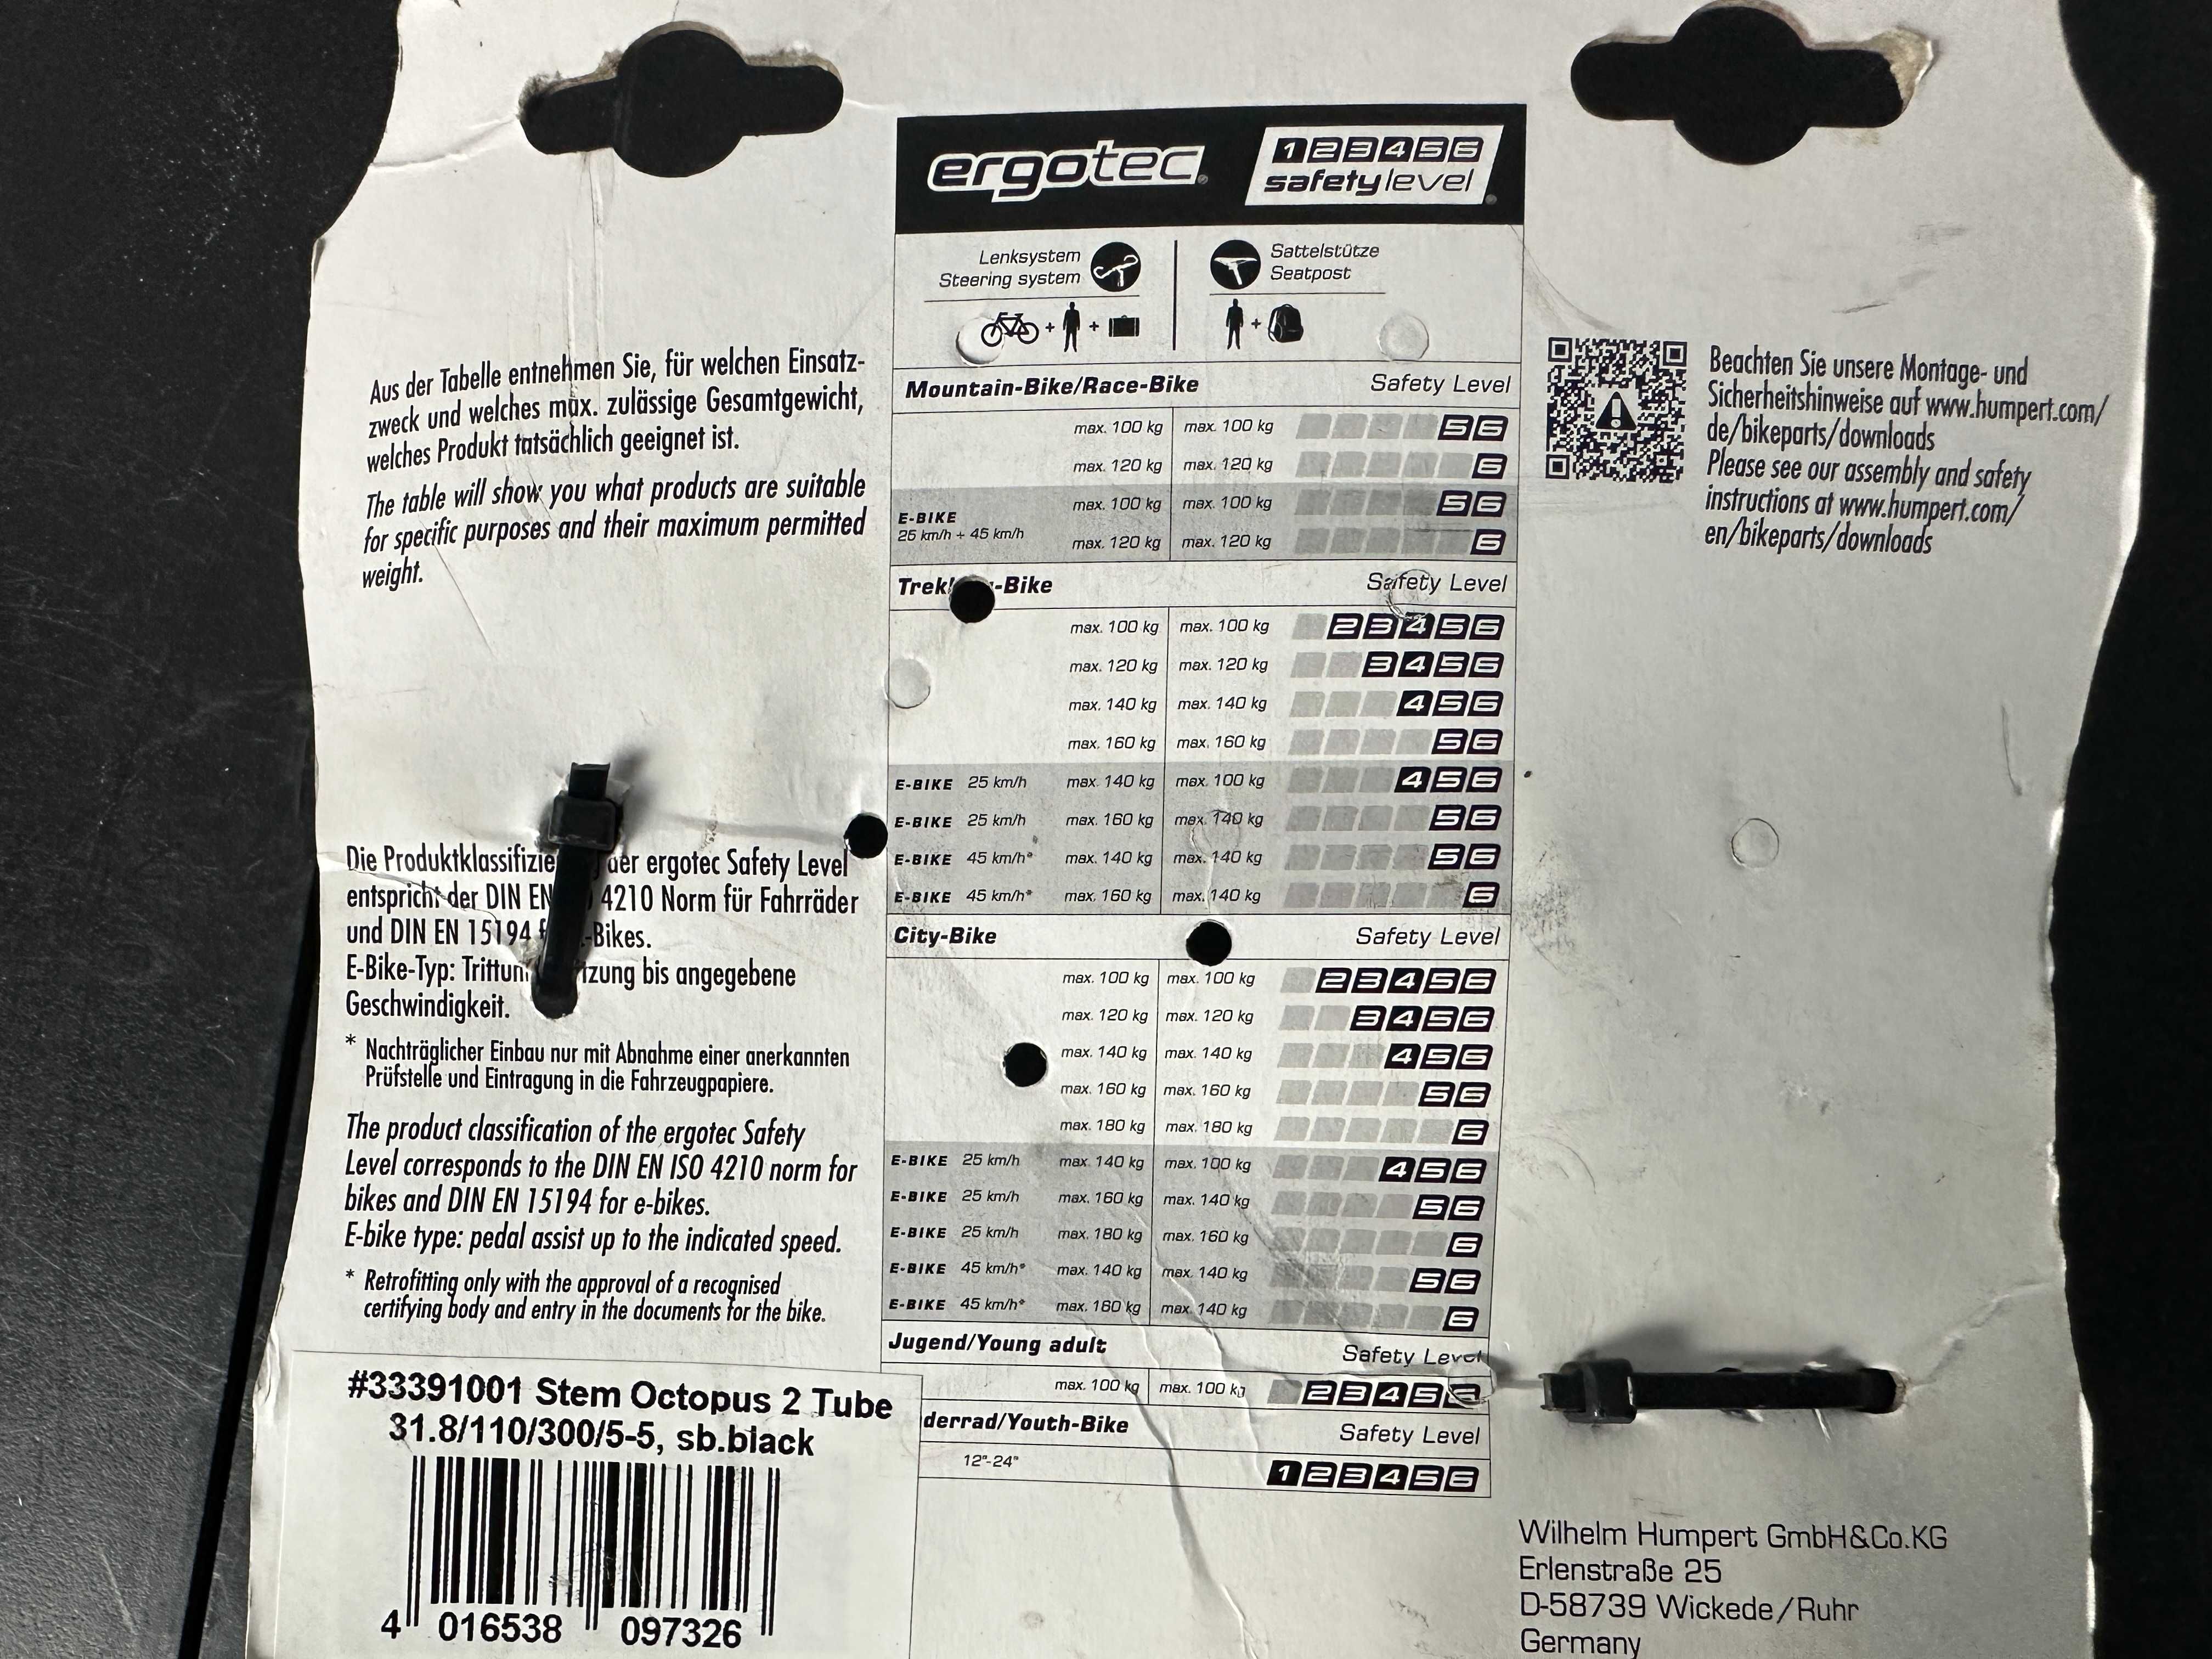 ergotec
123456
safety level
Lenksystem
Steering system
Sattelstütze
Seatpost
+ +
+
Aus der Tabelle entnehmen Sie, für welchen Einsatz-
zweck und welches max. zulässige Gesamtgewicht,
welches Produkt tatsächlich geeignet ist.
The table will show you what products are suitable
for specific purposes and their maximum permitted
weight.
Die Produktklassifizie der ergotec Safety Level
entspricht der DIN EN 4210 Norm für Fahrräder
und DIN EN 15194 f -Bikes.
E-Bike-Typ: Trittun izung bis angegebene
Geschwindigkeit.
* Nachträglicher Einbau nur mit Abnahme einer anerkannten
Prüfstelle und Eintragung in die Fahrzeugpapiere.
The product classification of the ergotec Safety
Level corresponds to the DIN EN ISO 4210 norm for
bikes and DIN EN 15194 for e-bikes.
E-bike type: pedal assist up to the indicated speed.
* Retrofitting only with the approval of a recognised
certifying body and entry in the documents for the bike.
Mountain-Bike/Race-Bike Safety Level
max. 100 kg max. 100 kg 56
max. 120 kg max. 120 kg 6
E-BIKE
25 km/h + 45 km/h
max. 100 kg max. 100 kg 56
max. 120 kg max. 120 kg 6
Trek -Bike Safety Level
max. 100 kg max. 100 kg 23456
max. 120 kg max. 120 kg 3456
max. 140 kg max. 140 kg 456
max. 160 kg max. 160 kg 56
E-BIKE 25 km/h max. 140 kg max. 100 kg 456
E-BIKE 25 km/h max. 160 kg max. 140 kg 56
E-BIKE 45 km/h* max. 140 kg max. 140 kg 56
E-BIKE 45 km/h* max. 160 kg max. 140 kg 6
City-Bike Safety Level
max. 100 kg max. 100 kg 23456
max. 120 kg max. 120 kg 3456
max. 140 kg max. 140 kg 456
max. 160 kg max. 160 kg 56
max. 180 kg max. 180 kg 6
E-BIKE 25 km/h max. 140 kg max. 100 kg 456
E-BIKE 25 km/h max. 160 kg max. 140 kg 56
E-BIKE 25 km/h max. 180 kg max. 160 kg 6
E-BIKE 45 km/h* max. 140 kg max. 140 kg 56
E-BIKE 45 km/h* max. 160 kg max. 140 kg 6
Jugend/Young adult Safety Level
max. 100 kg max. 100 kg 23456
derrad/Youth-Bike Safety Level
12"-24" 123456
Beachten Sie unsere Montage- und
Sicherheitshinweise auf www.humpert.com/
de/bikeparts/downloads
Please see our assembly and safety
instructions at www.humpert.com/
en/bikeparts/downloads
#33391001 Stem Octopus 2 Tube
31.8/110/300/5-5, sb.black
4 016538 097326
Wilhelm Humpert GmbH&Co.KG
Erlenstraße 25
D-58739 Wickede/Ruhr
Germany